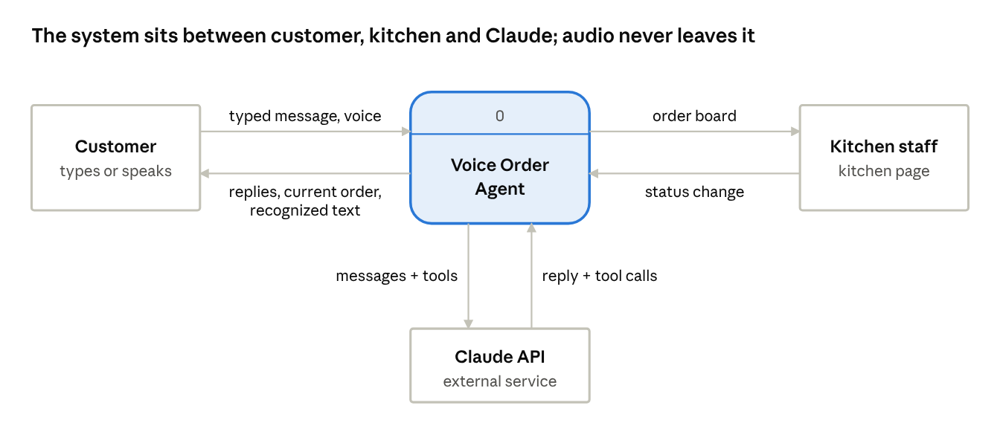 The system sits between customer, kitchen and Claude; audio never leaves it
typed message, voice
0
order board
Customer
types or speaks
Voice Order
Agent
Kitchen staff
kitchen page
replies, current order,
recognized text
status change
messages + tools
reply + tool calls
Claude API
external service